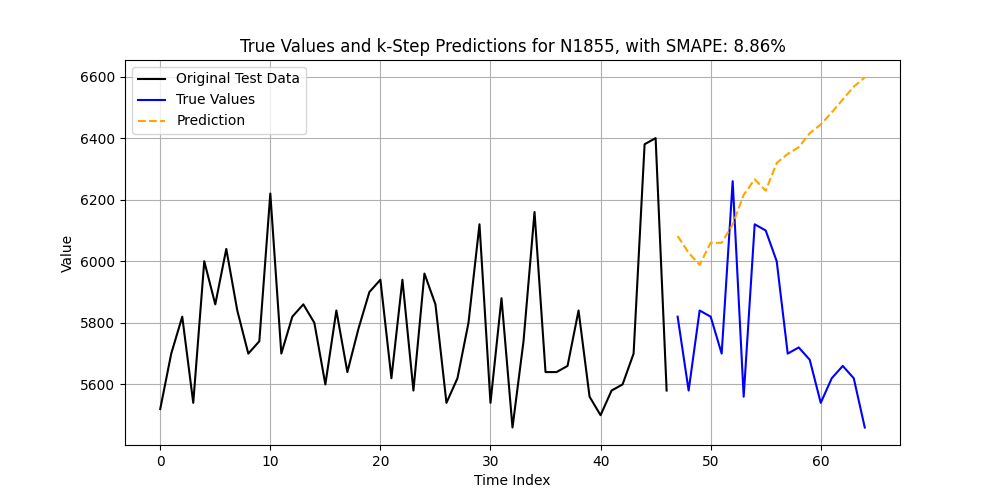 True Values and k-Step Predictions for N1855, with SMAPE: 8.86%
Original Test Data
True Values
Prediction
6600
6400
6200
6000
5800
5600
Value
0 10 20 30 40 50 60
Time Index